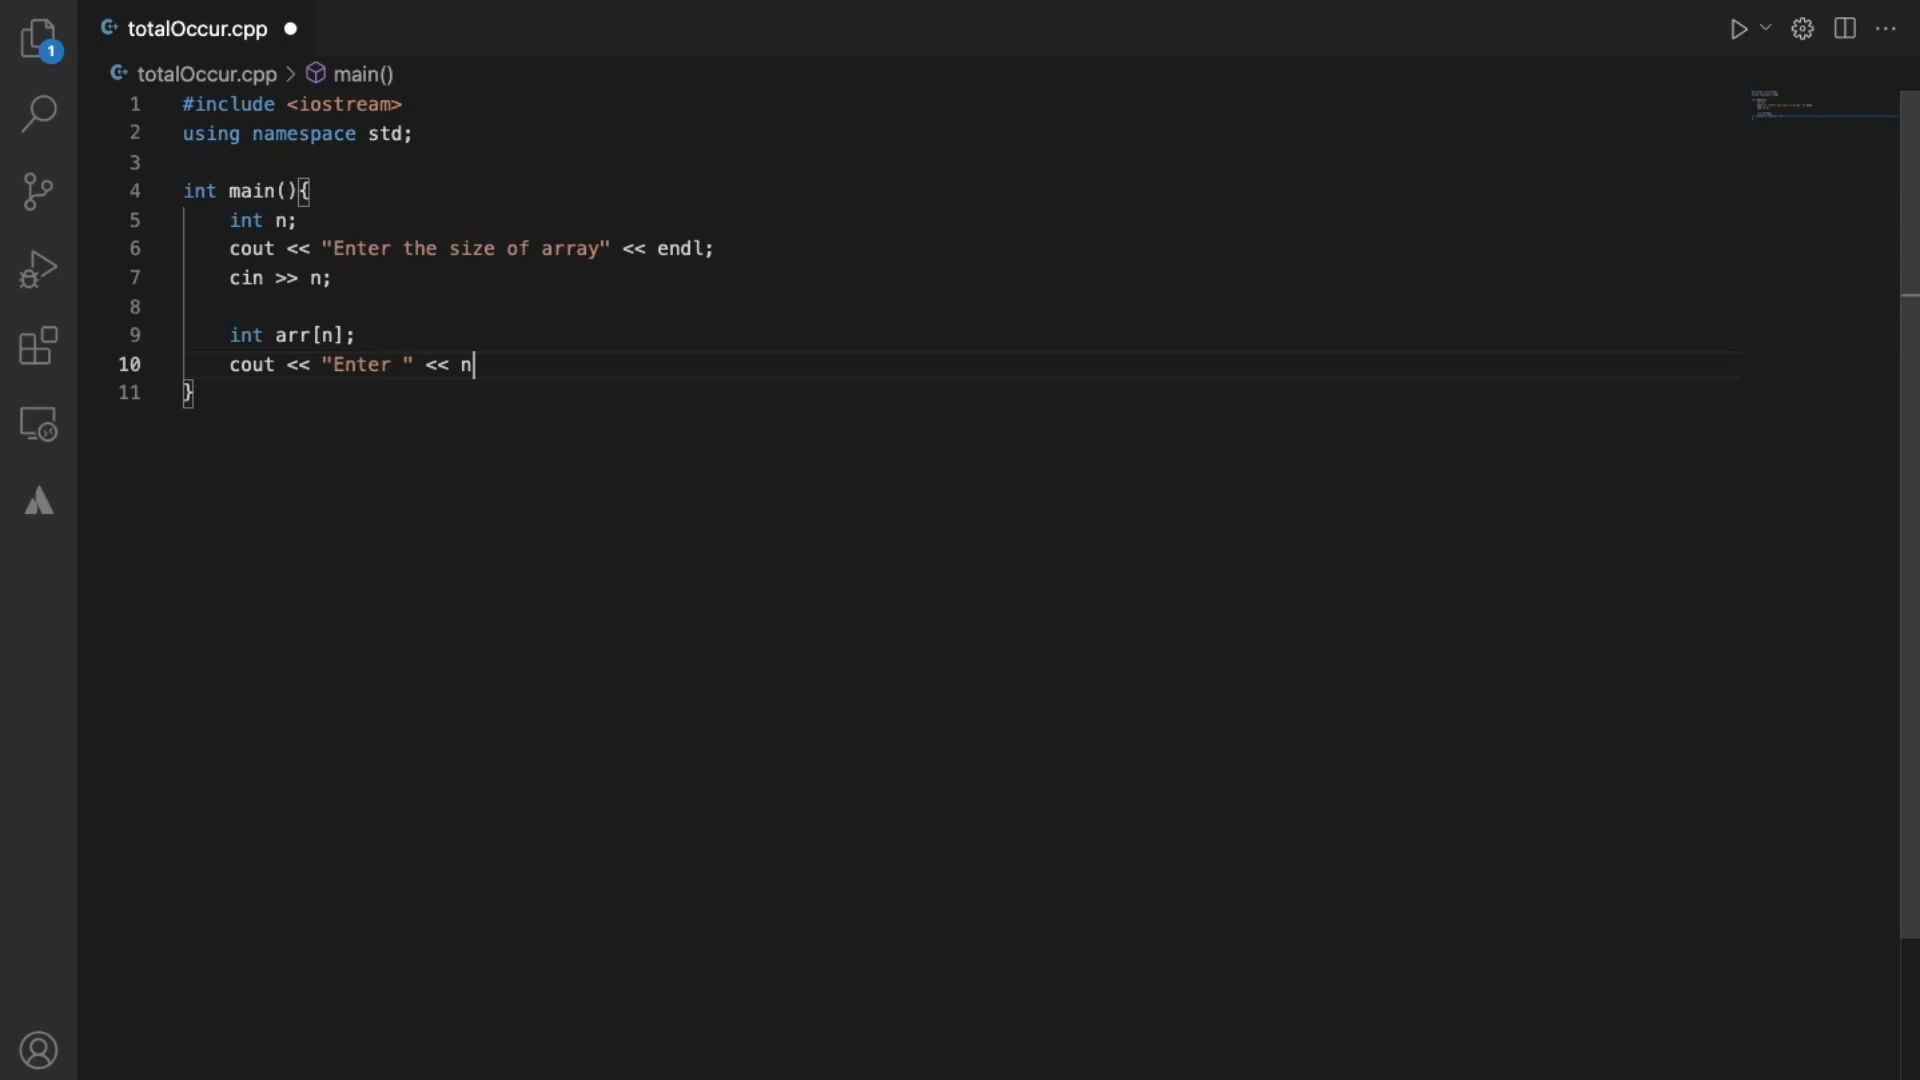 totalOccur.cpp
1
totalOccur.cpp > main()
1 #include <iostream>
2 using namespace std;
3
4 int main(){
5 int n;
6 cout << "Enter the size of array" << endl;
7 cin >> n;
8
9 int arr[n];
10 cout << "Enter " << n
11 }